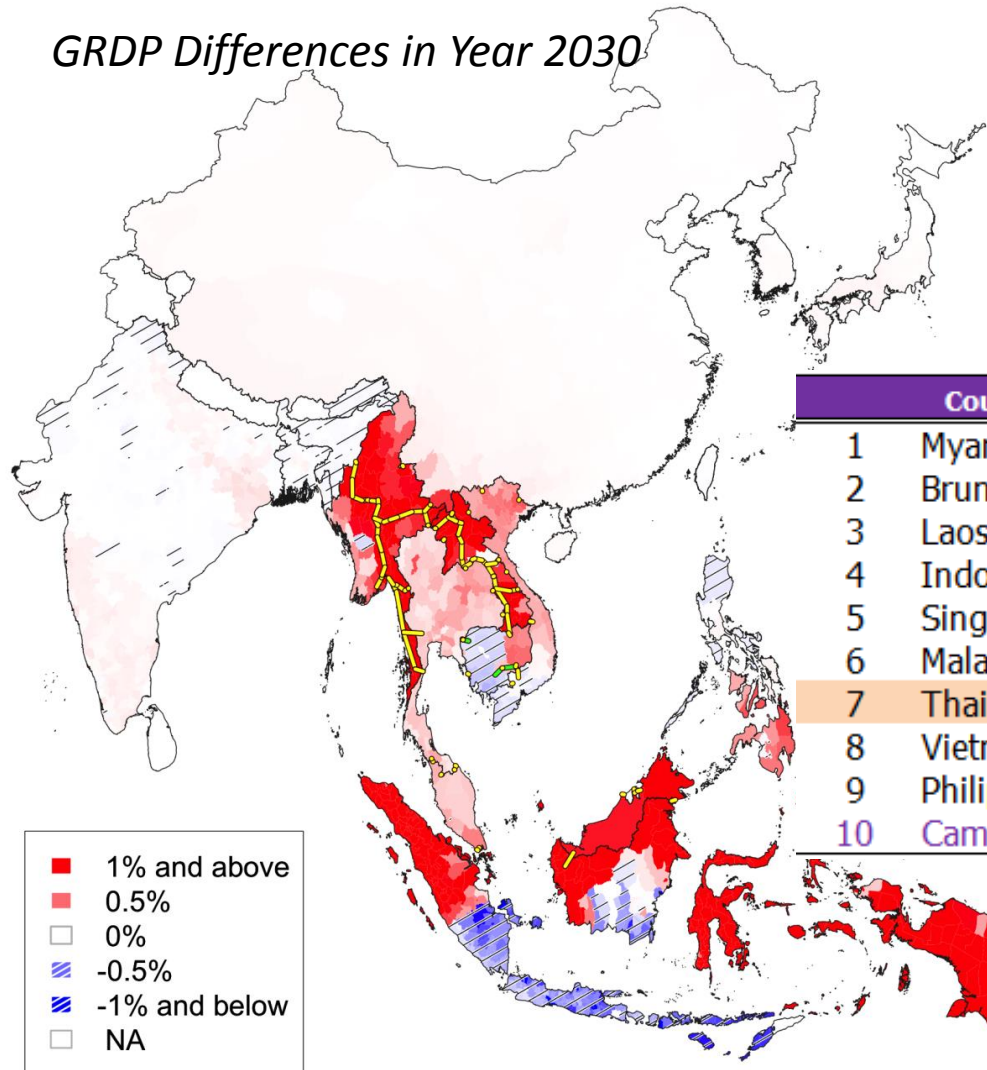 GRDP Differences in Year 2030
Cou
1 Myar
2 Brun
3 Laos
4 Indo
5 Sing
6 Mala
7 Thai
8 Vietr
9 Phili
10 Cam
1% and above
0.5%
0%
-0.5%
-1% and below
NA